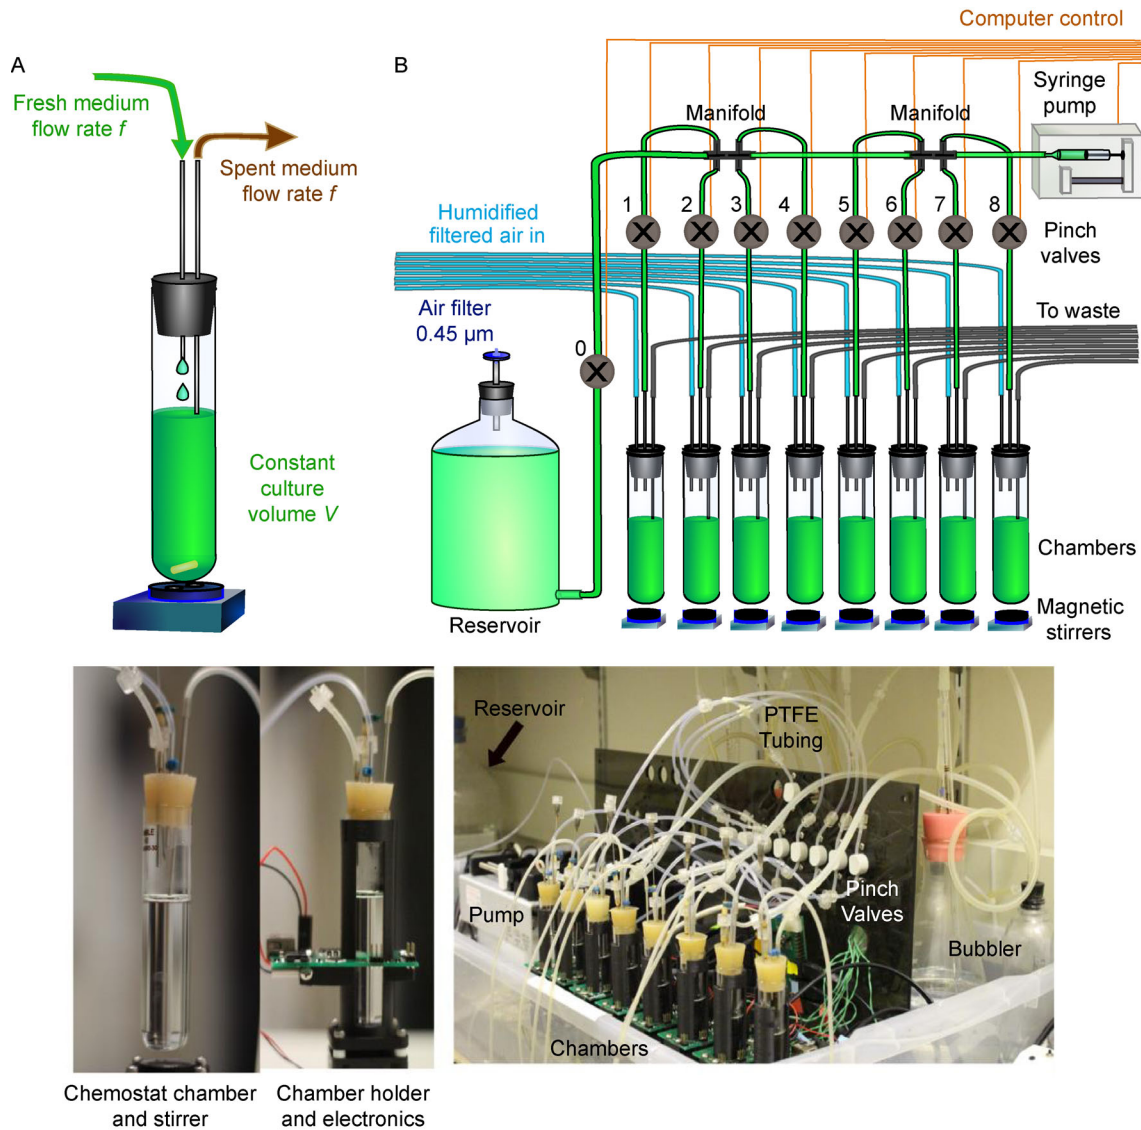 Computer control
A
B
Fresh medium
flow rate f
Spent medium
flow rate f
Manifold
Manifold
Syringe
pump
1
2
3
4
5
6
7
8
Humidified
filtered air in
Pinch
valves
Air filter
0.45 µm
0
To waste
Constant
culture
volume V
Chambers
Reservoir
Magnetic
stirrers
Reservoir
PTFE
Tubing
Pump
Pinch
Valves
Bubbler
Chambers
Chemostat chamber
and stirrer
Chamber holder
and electronics